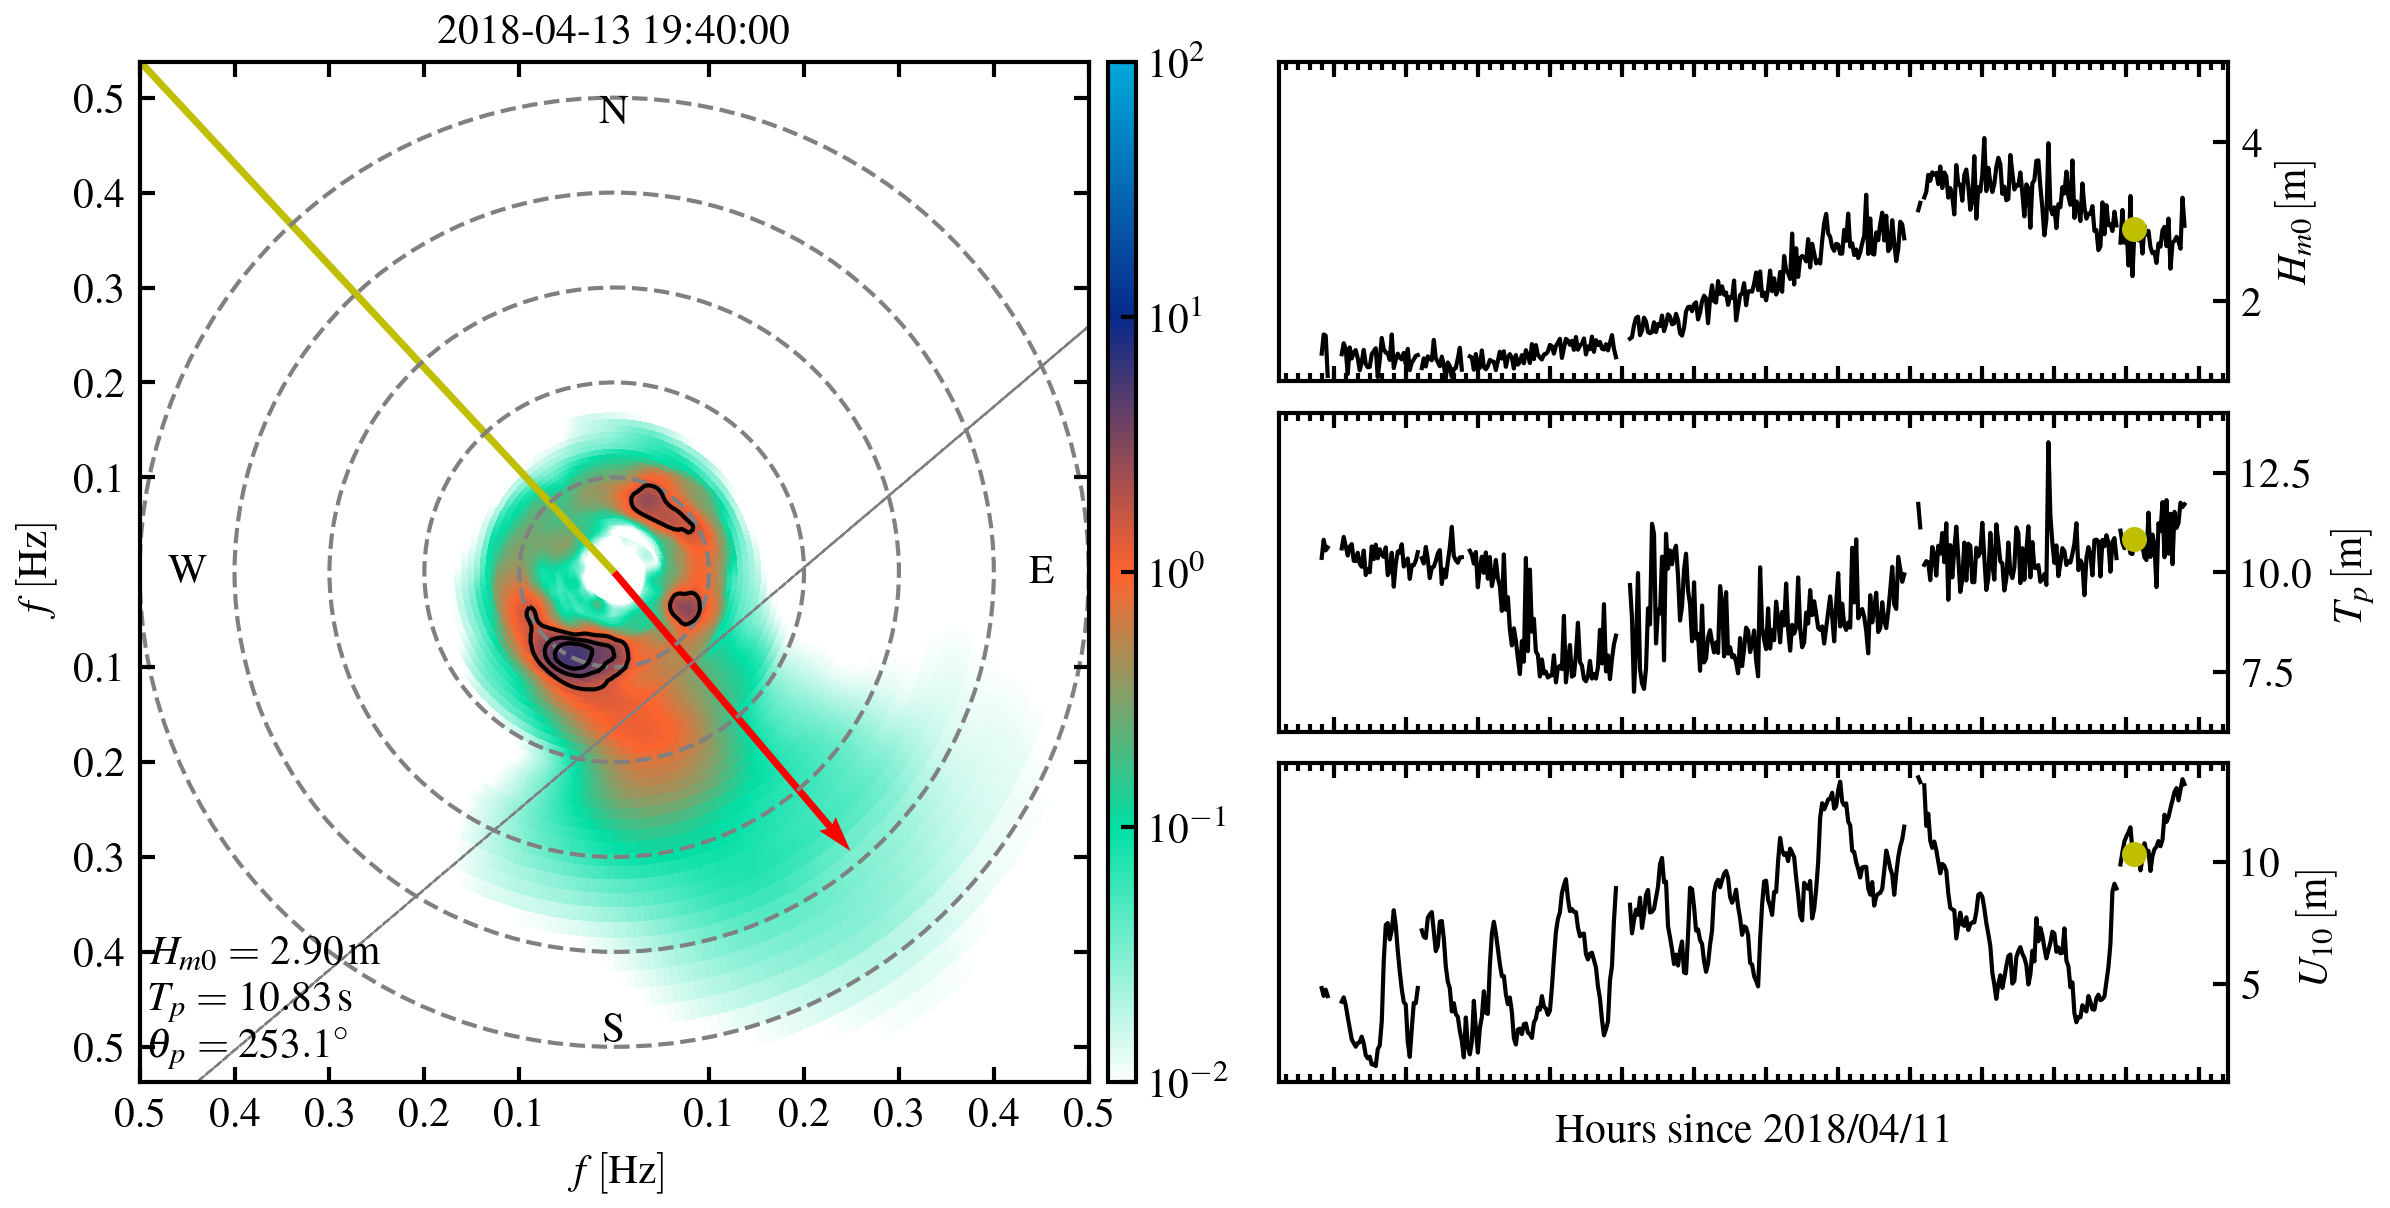 2018-04-13 19:40:00
N
W
E
S
H_{m0} = 2.90 m
T_p = 10.83 s
θ_p = 253.1°
0.5
0.4
0.3
0.2
0.1
0.1
0.2
0.3
0.4
0.5
f [Hz]
0.5 0.4 0.3 0.2 0.1 0.1 0.2 0.3 0.4 0.5
f [Hz]
10^2
10^1
10^0
10^{-1}
10^{-2}
4
2
H_{m0} [m]
12.5
10.0
7.5
T_p [m]
10
5
U_{10} [m]
Hours since 2018/04/11